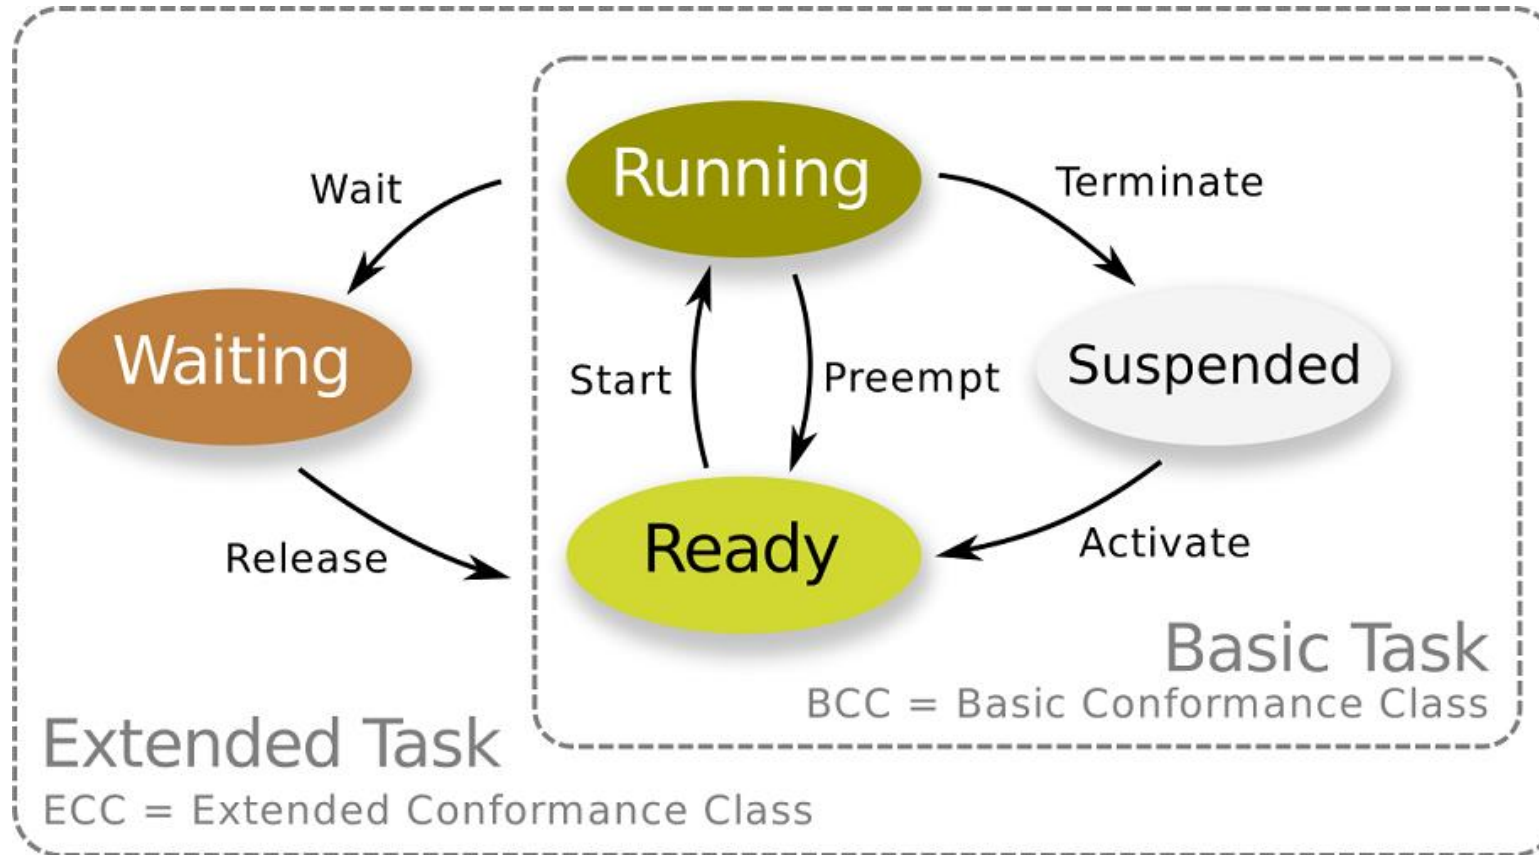 Running
Wait
Terminate
Waiting
Start
Preempt
Suspended
Ready
Release
Activate
Basic Task
BCC = Basic Conformance Class
Extended Task
ECC = Extended Conformance Class